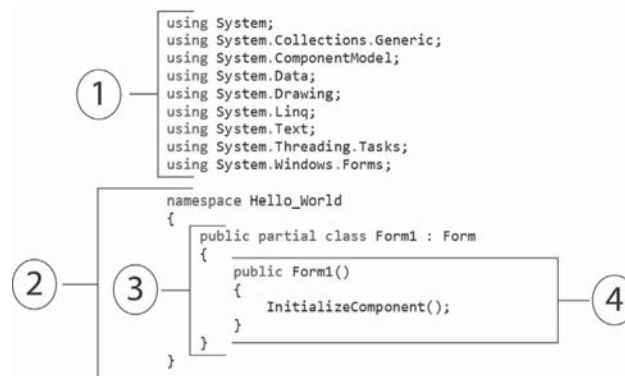 using System;
using System.Collections.Generic;
using System.ComponentModel;
using System.Data;
using System.Drawing;
using System.Linq;
using System.Text;
using System.Threading.Tasks;
using System.Windows.Forms;
1
namespace Hello_World
{
public partial class Form1 : Form
{
public Form1()
{
InitializeComponent();
}
}
}
2
3
4